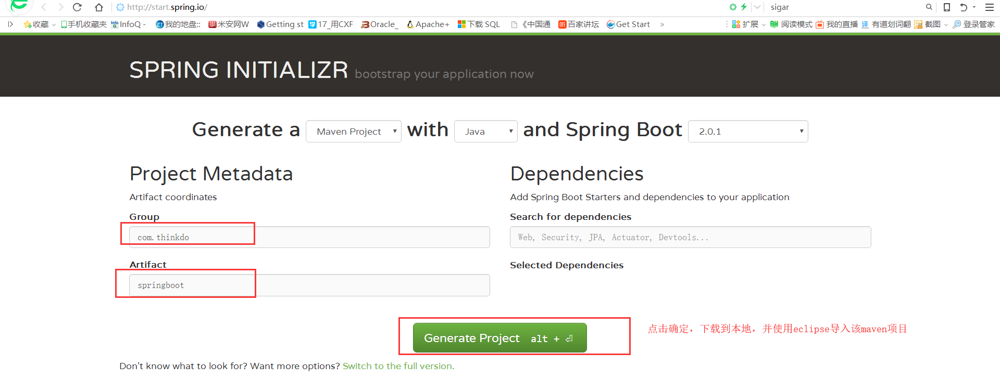 http://start.spring.io/
sigar
收藏 手机收藏夹 InfoQ - 我的地盘:: 米安网W Getting st 17_用CXF Oracle_ Apache+ 下载 SQL 《中国通 百家讲坛 Get Start » 扩展 阅读模式 我的直播 有道划词翻 截图 登录管家
SPRING INITIALIZR bootstrap your application now
Generate a Maven Project with Java and Spring Boot 2.0.1
Project Metadata
Artifact coordinates
Group
com.thinkdo
Artifact
springboot
Dependencies
Add Spring Boot Starters and dependencies to your application
Search for dependencies
Web, Security, JPA, Actuator, Devtools...
Selected Dependencies
Generate Project alt + ⏎
点击确定，下载到本地，并使用eclipse导入该maven项目
Don't know what to look for? Want more options? Switch to the full version.